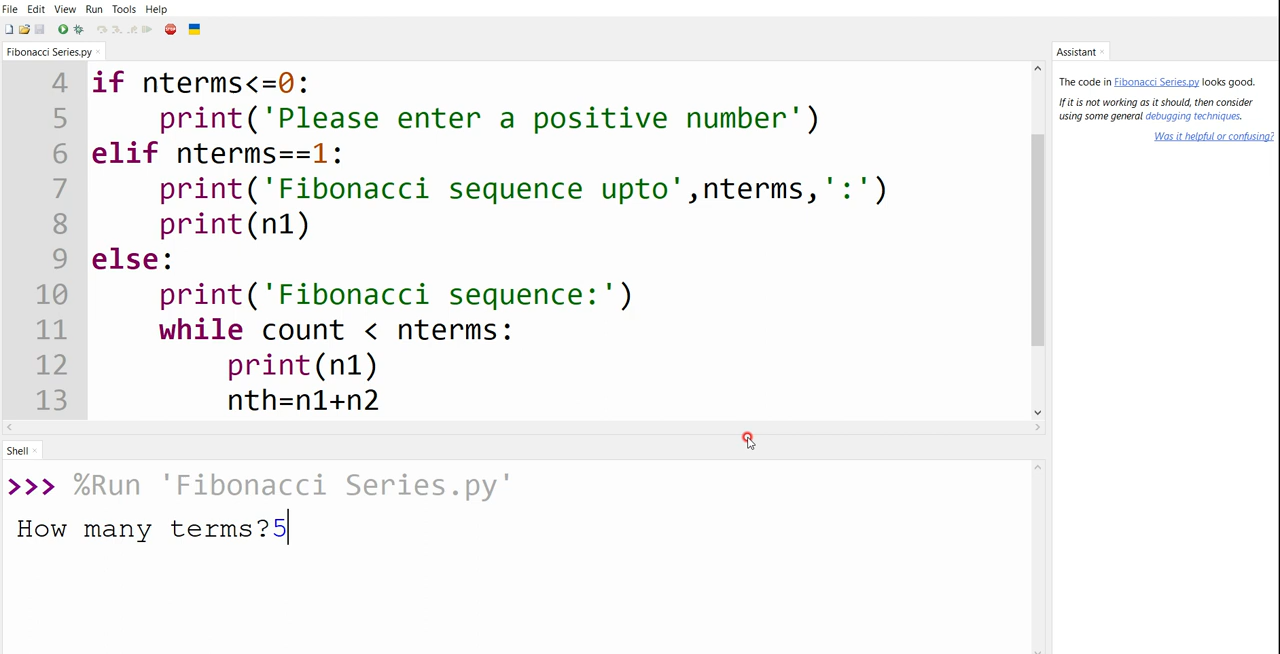 File Edit View Run Tools Help
Fibonacci Series.py ×
4 if nterms<=0:
5 print('Please enter a positive number')
6 elif nterms==1:
7 print('Fibonacci sequence upto',nterms,':')
8 print(n1)
9 else:
10 print('Fibonacci sequence:')
11 while count < nterms:
12 print(n1)
13 nth=n1+n2
Shell ×
>>> %Run 'Fibonacci Series.py'
How many terms?5
Assistant ×
The code in Fibonacci Series.py looks good.
If it is not working as it should, then consider
using some general debugging techniques.
Was it helpful or confusing?